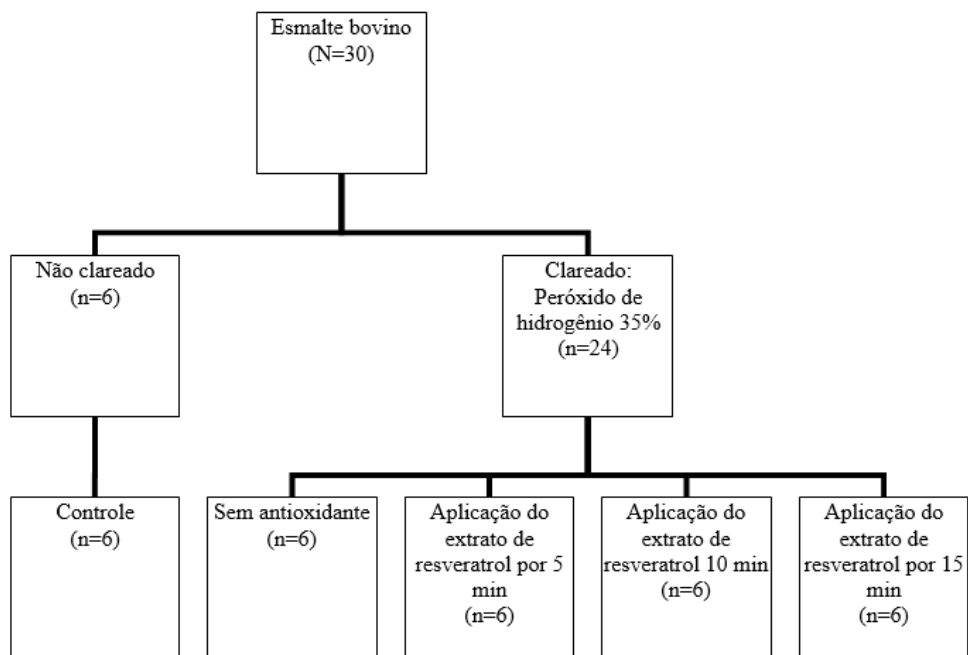 Esmalte bovino
(N=30)
Não clareado
(n=6)
Clareado:
Peróxido de
hidrogênio 35%
(n=24)
Controle
(n=6)
Sem antioxidante
(n=6)
Aplicação do
extrato de
resveratrol por 5
min
(n=6)
Aplicação do
extrato de
resveratrol 10 min
(n=6)
Aplicação do
extrato de
resveratrol por 15
min
(n=6)